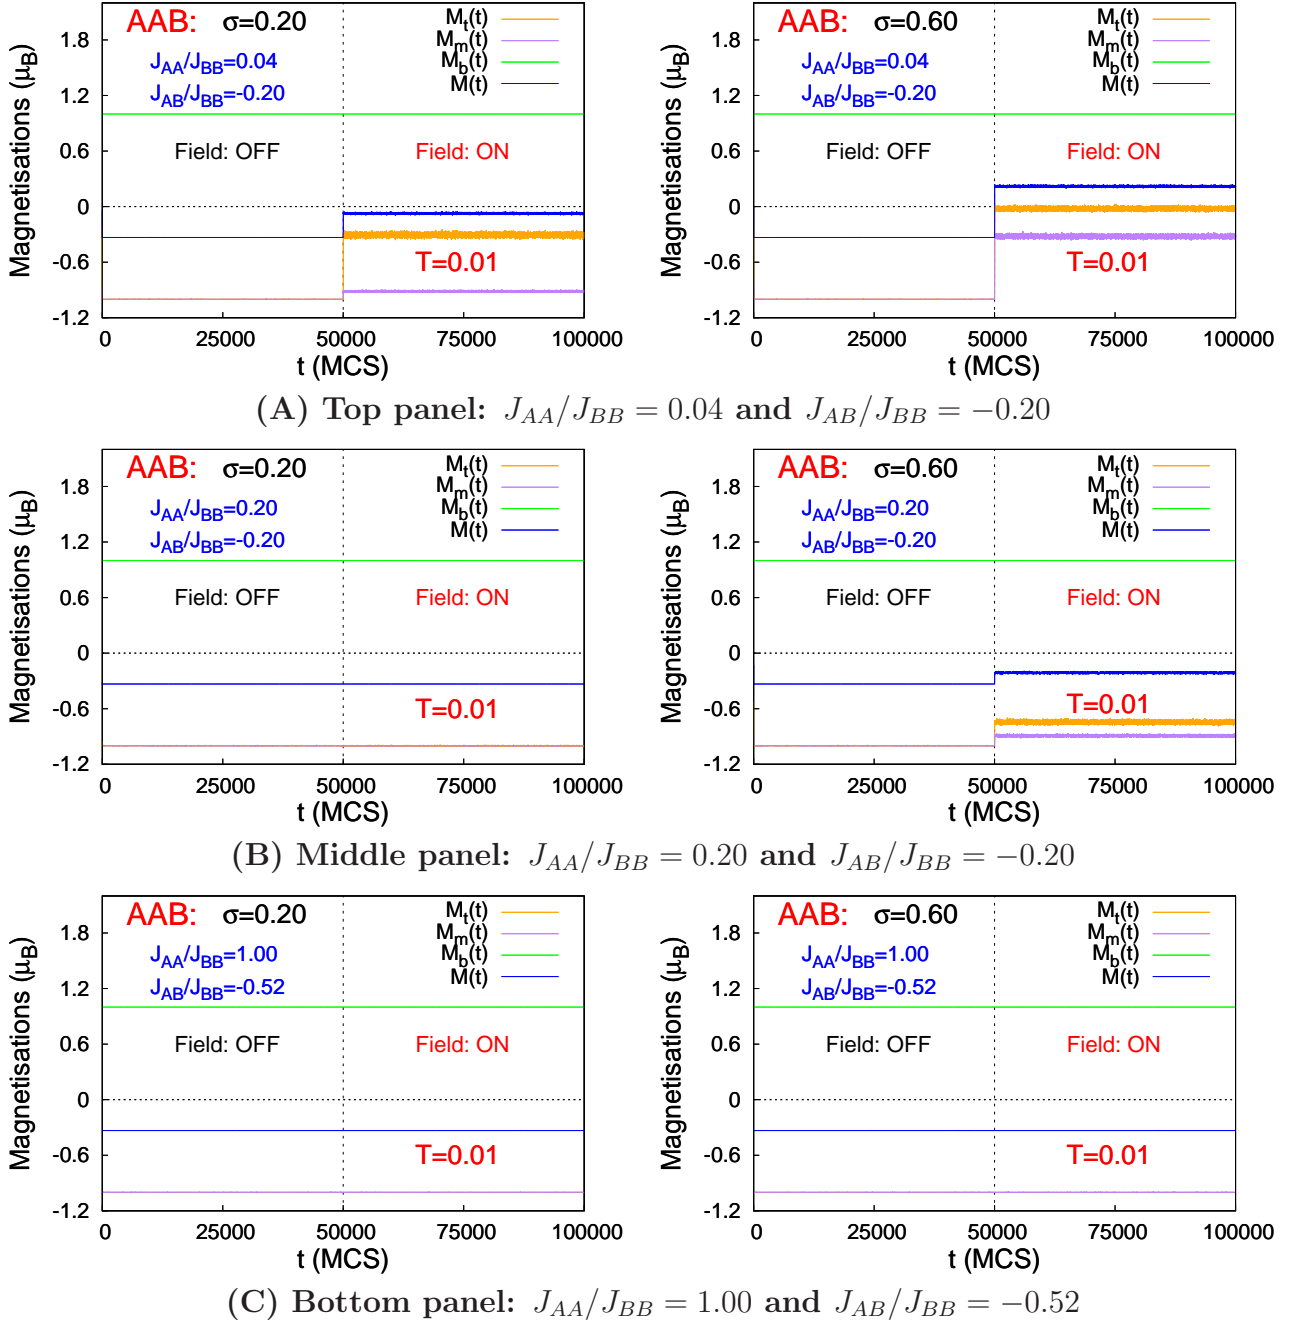 AAB: σ=0.20
J_AA/J_BB=0.04
J_AB/J_BB=-0.20
M_t(t)
M_m(t)
M_b(t)
M(t)
Field: OFF
Field: ON
T=0.01
Magnetisations (μ_B)
1.8
1.2
0.6
0
-0.6
-1.2
0 25000 50000 75000 100000
t (MCS)
AAB: σ=0.60
J_AA/J_BB=0.04
J_AB/J_BB=-0.20
M_t(t)
M_m(t)
M_b(t)
M(t)
Field: OFF
Field: ON
T=0.01
Magnetisations (μ_B)
1.8
1.2
0.6
0
-0.6
-1.2
0 25000 50000 75000 100000
t (MCS)
(A) Top panel: J_AA/J_BB = 0.04 and J_AB/J_BB = −0.20
AAB: σ=0.20
J_AA/J_BB=0.20
J_AB/J_BB=-0.20
M_t(t)
M_m(t)
M_b(t)
M(t)
Field: OFF
Field: ON
T=0.01
Magnetisations (μ_B)
1.8
1.2
0.6
0
-0.6
-1.2
0 25000 50000 75000 100000
t (MCS)
AAB: σ=0.60
J_AA/J_BB=0.20
J_AB/J_BB=-0.20
M_t(t)
M_m(t)
M_b(t)
M(t)
Field: OFF
Field: ON
T=0.01
Magnetisations (μ_B)
1.8
1.2
0.6
0
-0.6
-1.2
0 25000 50000 75000 100000
t (MCS)
(B) Middle panel: J_AA/J_BB = 0.20 and J_AB/J_BB = −0.20
AAB: σ=0.20
J_AA/J_BB=1.00
J_AB/J_BB=-0.52
M_t(t)
M_m(t)
M_b(t)
M(t)
Field: OFF
Field: ON
T=0.01
Magnetisations (μ_B)
1.8
1.2
0.6
0
-0.6
-1.2
0 25000 50000 75000 100000
t (MCS)
AAB: σ=0.60
J_AA/J_BB=1.00
J_AB/J_BB=-0.52
M_t(t)
M_m(t)
M_b(t)
M(t)
Field: OFF
Field: ON
T=0.01
Magnetisations (μ_B)
1.8
1.2
0.6
0
-0.6
-1.2
0 25000 50000 75000 100000
t (MCS)
(C) Bottom panel: J_AA/J_BB = 1.00 and J_AB/J_BB = −0.52